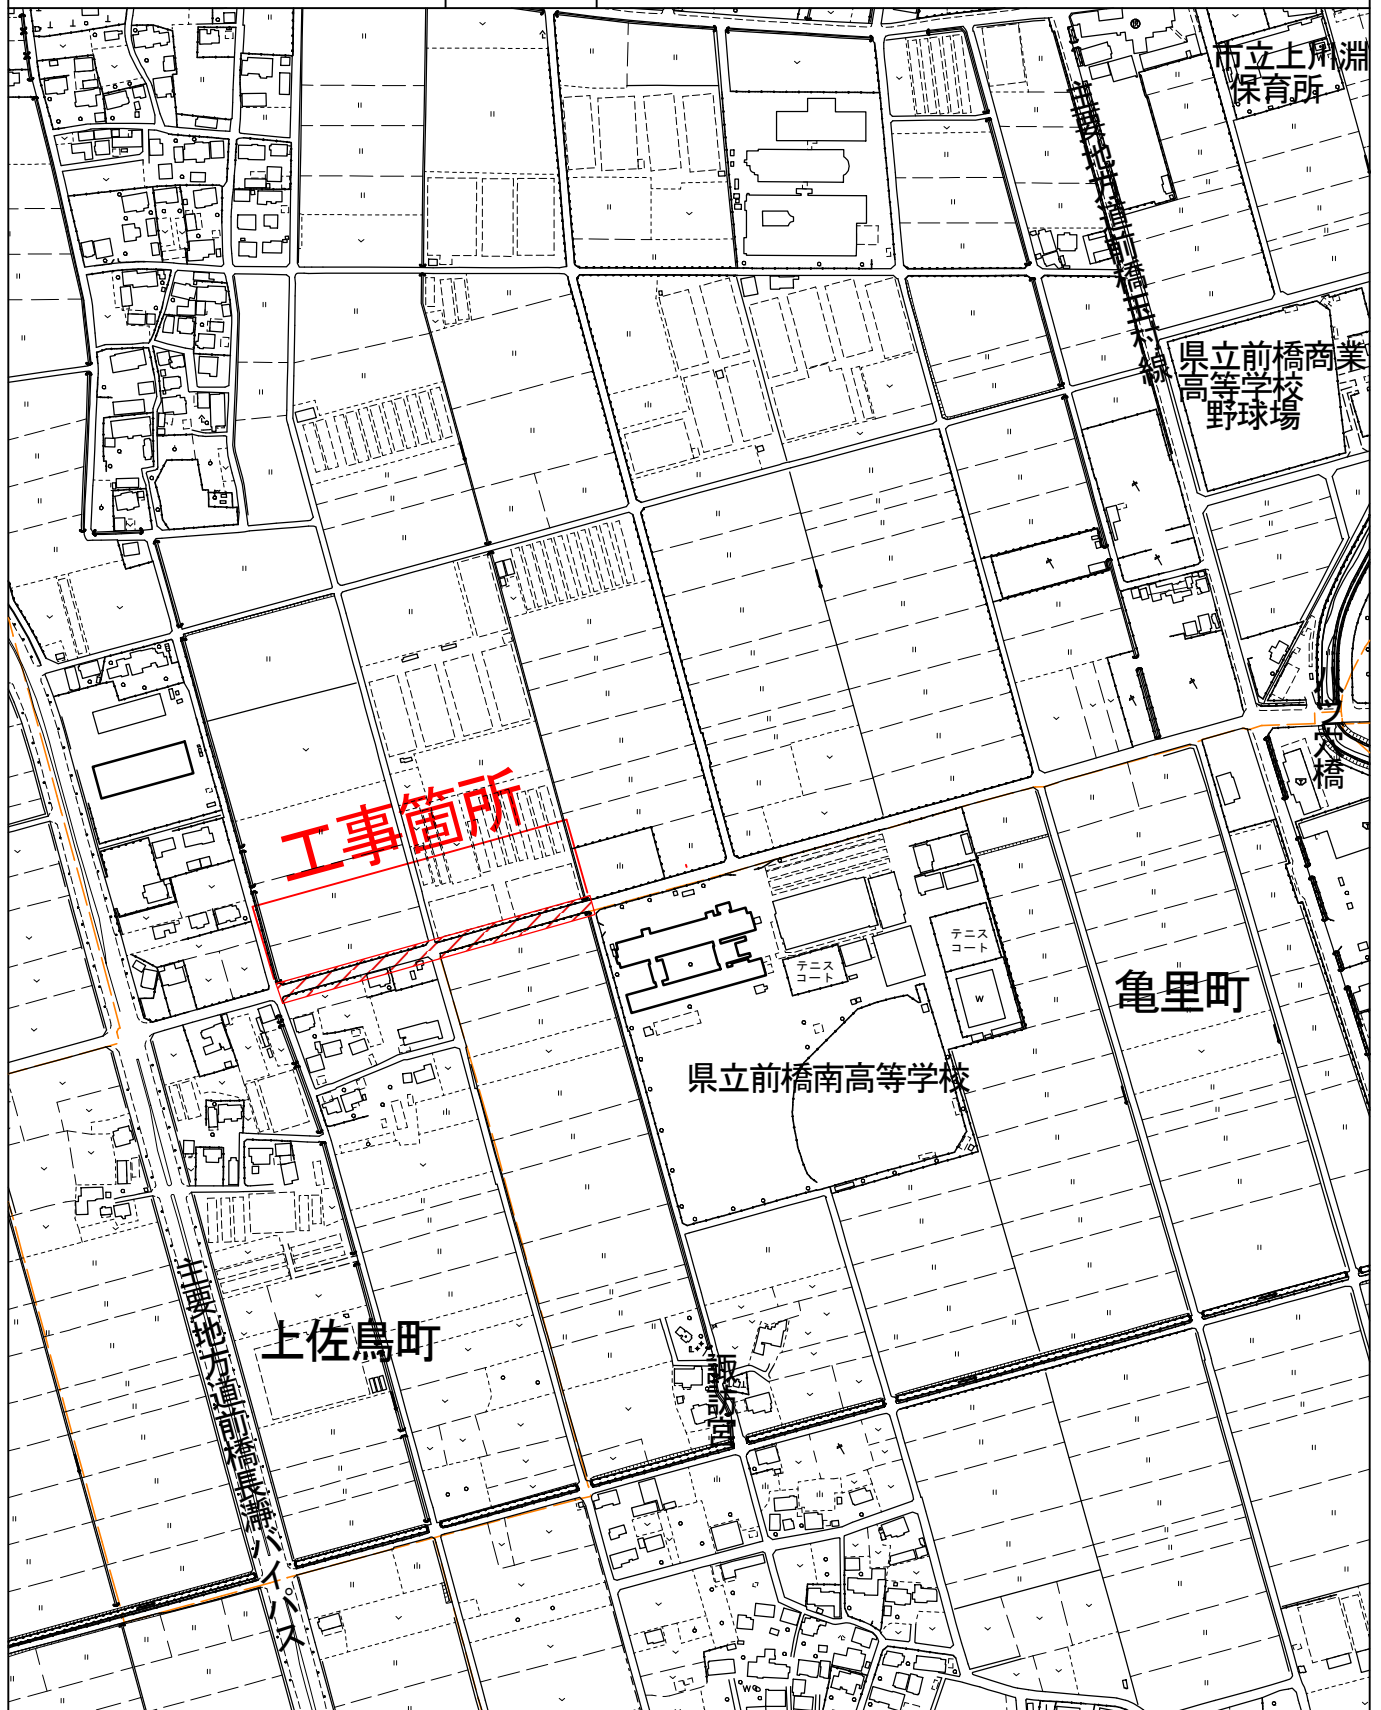 市立上川淵
保育所
主要地方道前橋玉村線
県立前橋商業
高等学校
野球場
八ッ穴橋
工事箇所
テニス
コート
テニス
コート
W
亀里町
県立前橋南高等学校
主要地方道前橋長瀞バイパス
上佐鳥町
諏訪宮